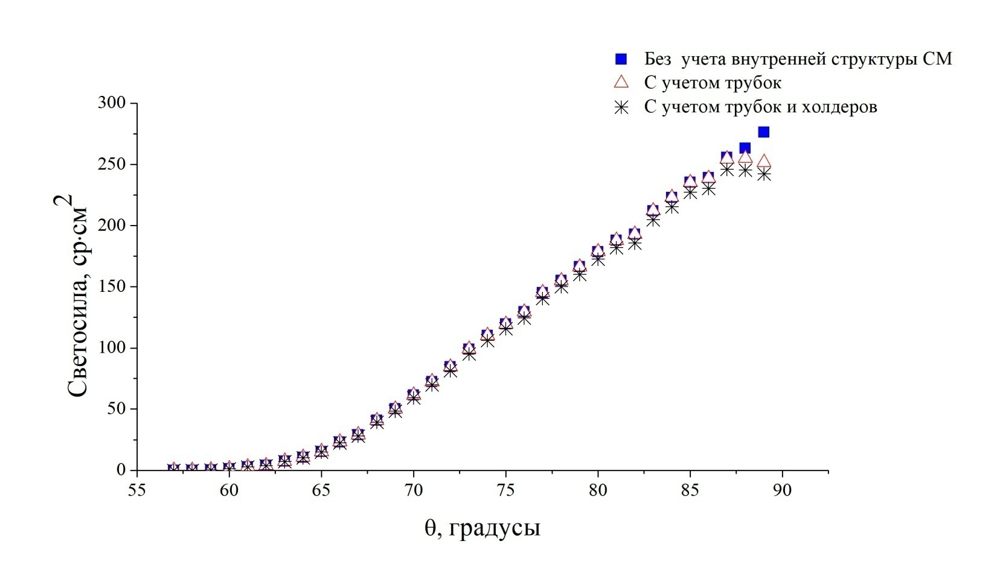 Без учета внутренней структуры СМ
С учетом трубок
С учетом трубок и холдеров
300
250
200
150
100
50
0
Светосила, ср·см²
55 60 65 70 75 80 85 90
θ, градусы